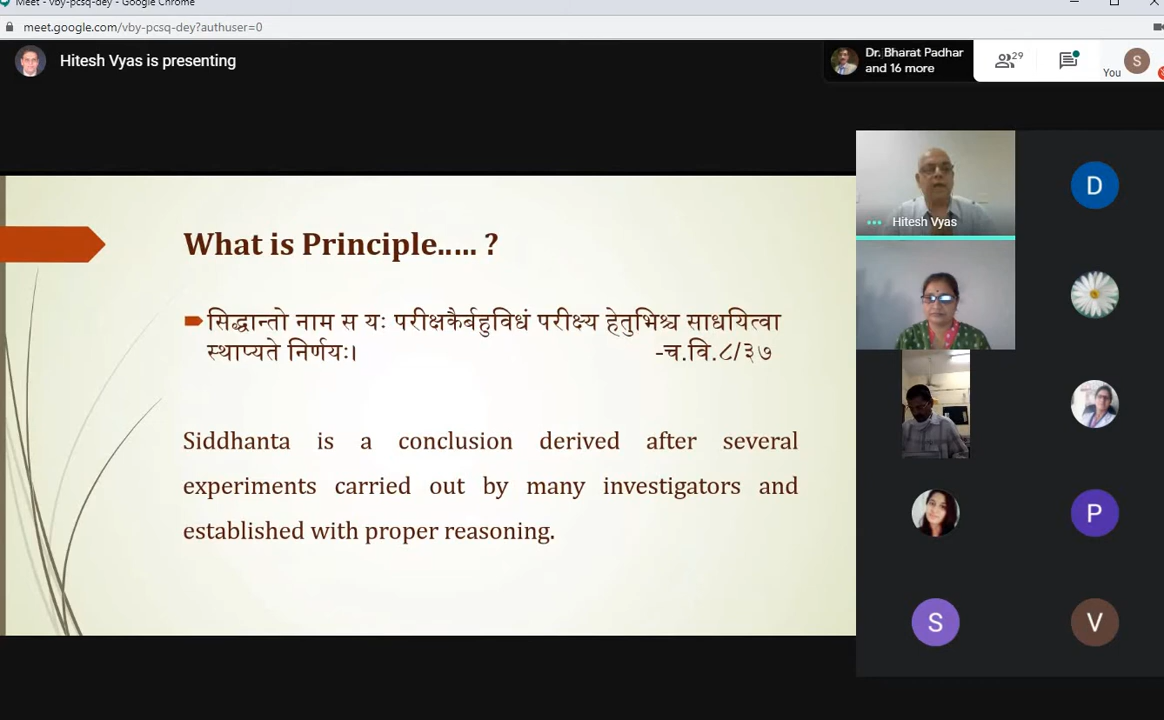 Meet - vby-pcsq-dey - Google Chrome
meet.google.com/vby-pcsq-dey?authuser=0
Hitesh Vyas is presenting
Dr. Bharat Padhar
and 16 more
29
You
S
What is Principle..... ?
सिद्धान्तो नाम स यः परीक्षकैर्बहुविधं परीक्ष्य हेतुभिश्च साधयित्वा
स्थाप्यते निर्णयः। -च.वि.८/३७
Siddhanta is a conclusion derived after several
experiments carried out by many investigators and
established with proper reasoning.
Hitesh Vyas
D
P
S
V